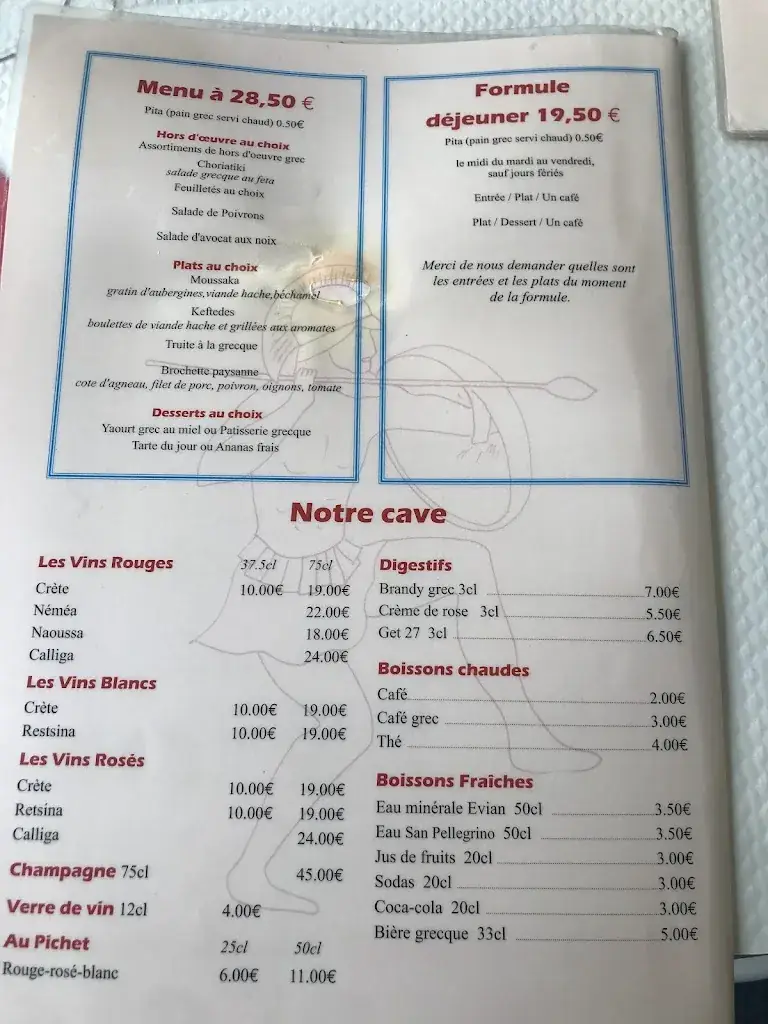 Menu à 28,50 €
Pita (pain grec servi chaud) 0.50€
Hors d'œuvre au choix
Assortiments de hors d'oeuvre grec
Choriatiki
salade grecque au feta
Feuilletés au choix
Salade de Poivrons
Salade d'avocat aux noix
Plats au choix
Moussaka
gratin d'aubergines,viande hache,béchamel
Keftedes
boulettes de viande hache et grillées aux aromates
Truite à la grecque
Brochette paysanne
cote d'agneau, filet de porc, poivron, oignons, tomate
Desserts au choix
Yaourt grec au miel ou Patisserie grecque
Tarte du jour ou Ananas frais
Formule
déjeuner 19,50 €
Pita (pain grec servi chaud) 0.50€
le midi du mardi au vendredi,
sauf jours fériés
Entrée / Plat / Un café
Plat / Dessert / Un café
Merci de nous demander quelles sont
les entrées et les plats du moment
de la formule.
Notre cave
Les Vins Rouges 37.5cl 75cl
Crète 10.00€ 19.00€
Néméa 22.00€
Naoussa 18.00€
Calliga 24.00€
Les Vins Blancs
Crète 10.00€ 19.00€
Restsina 10.00€ 19.00€
Les Vins Rosés
Crète 10.00€ 19.00€
Retsina 10.00€ 19.00€
Calliga 24.00€
Champagne 75cl 45.00€
Verre de vin 12cl 4.00€
Au Pichet 25cl 50cl
Rouge-rosé-blanc 6.00€ 11.00€
Digestifs
Brandy grec 3cl 7.00€
Crème de rose 3cl 5.50€
Get 27 3cl 6.50€
Boissons chaudes
Café 2.00€
Café grec 3.00€
Thé 4.00€
Boissons Fraîches
Eau minérale Evian 50cl 3.50€
Eau San Pellegrino 50cl 3.50€
Jus de fruits 20cl 3.00€
Sodas 20cl 3.00€
Coca-cola 20cl 3.00€
Bière grecque 33cl 5.00€